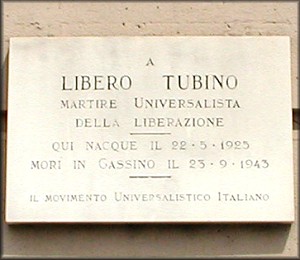 A
LIBERO TUBINO
MARTIRE UNIVERSALISTA
DELLA LIBERAZIONE
QUI NACQUE IL 22-5-1925
MORÌ IN GASSINO IL 23-9-1943
IL MOVIMENTO UNIVERSALISTICO ITALIANO